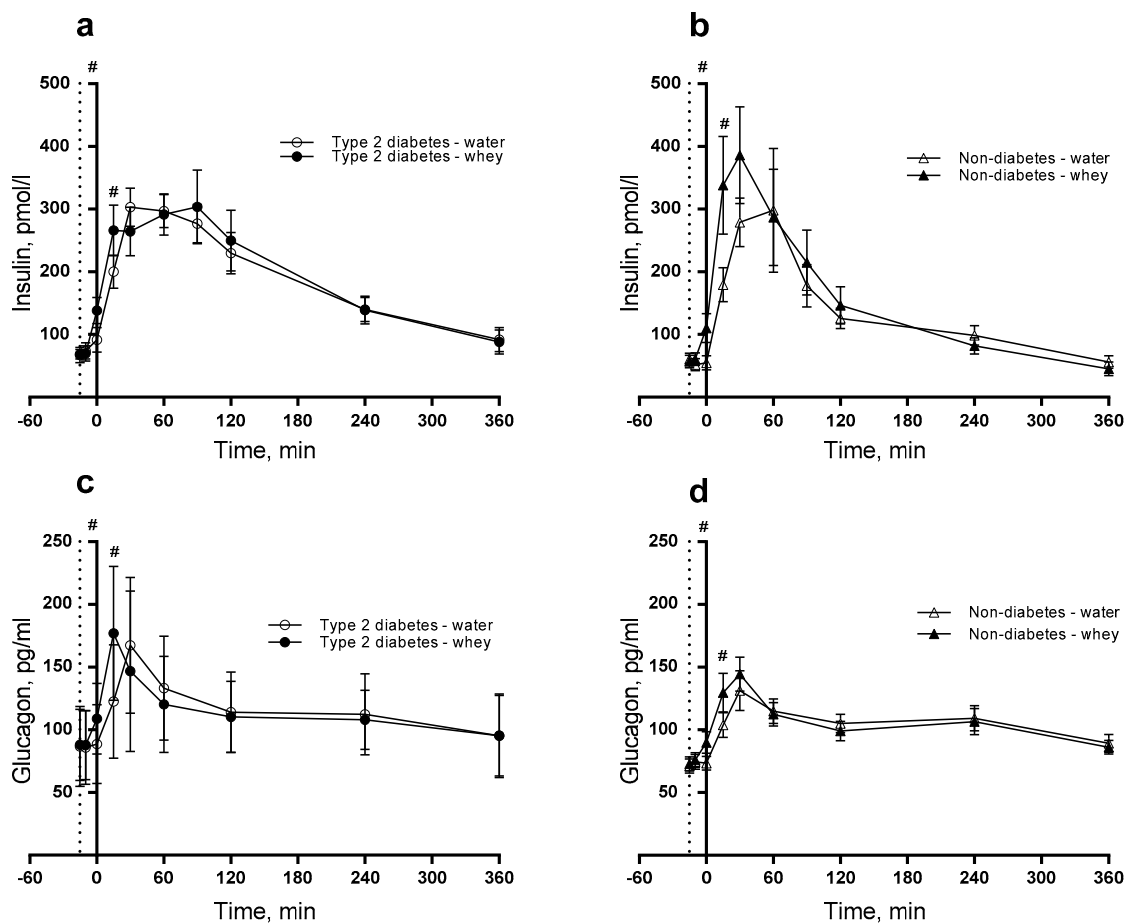 a
#
500
400
300
200
100
Insulin, pmol/l
#
Type 2 diabetes - water
Type 2 diabetes - whey
-60 0 60 120 180 240 300 360
Time, min
b
#
500
400
300
200
100
Insulin, pmol/l
#
Non-diabetes - water
Non-diabetes - whey
-60 0 60 120 180 240 300 360
Time, min
c
#
250
200
150
100
50
Glucagon, pg/ml
#
Type 2 diabetes - water
Type 2 diabetes - whey
-60 0 60 120 180 240 300 360
Time, min
d
#
250
200
150
100
50
Glucagon, pg/ml
#
Non-diabetes - water
Non-diabetes - whey
-60 0 60 120 180 240 300 360
Time, min